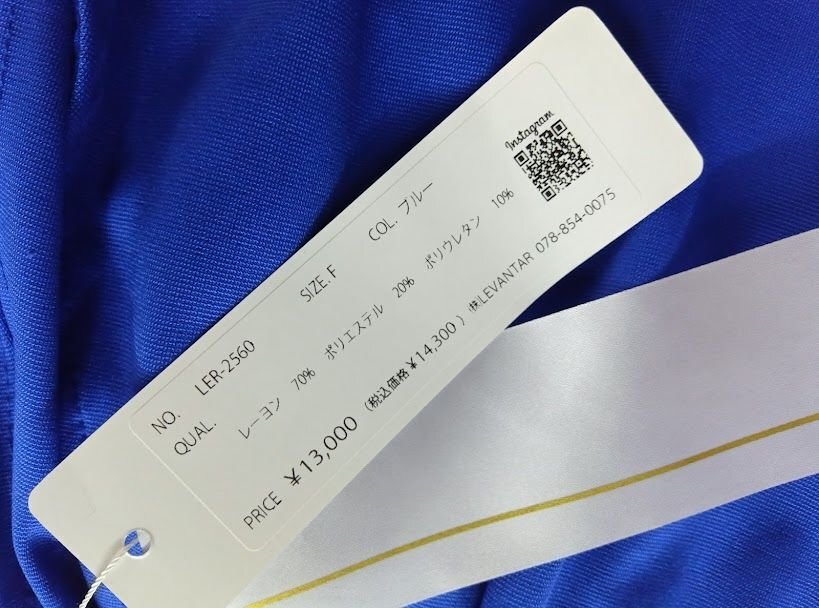 Instagram
NO. LER-2560 SIZE. F COL. ブルー
QUAL. レーヨン 70% ポリエステル 20% ポリウレタン 10%
PRICE ¥13,000 (税込価格¥14,300) ㈱LEVANTAR 078-854-0075